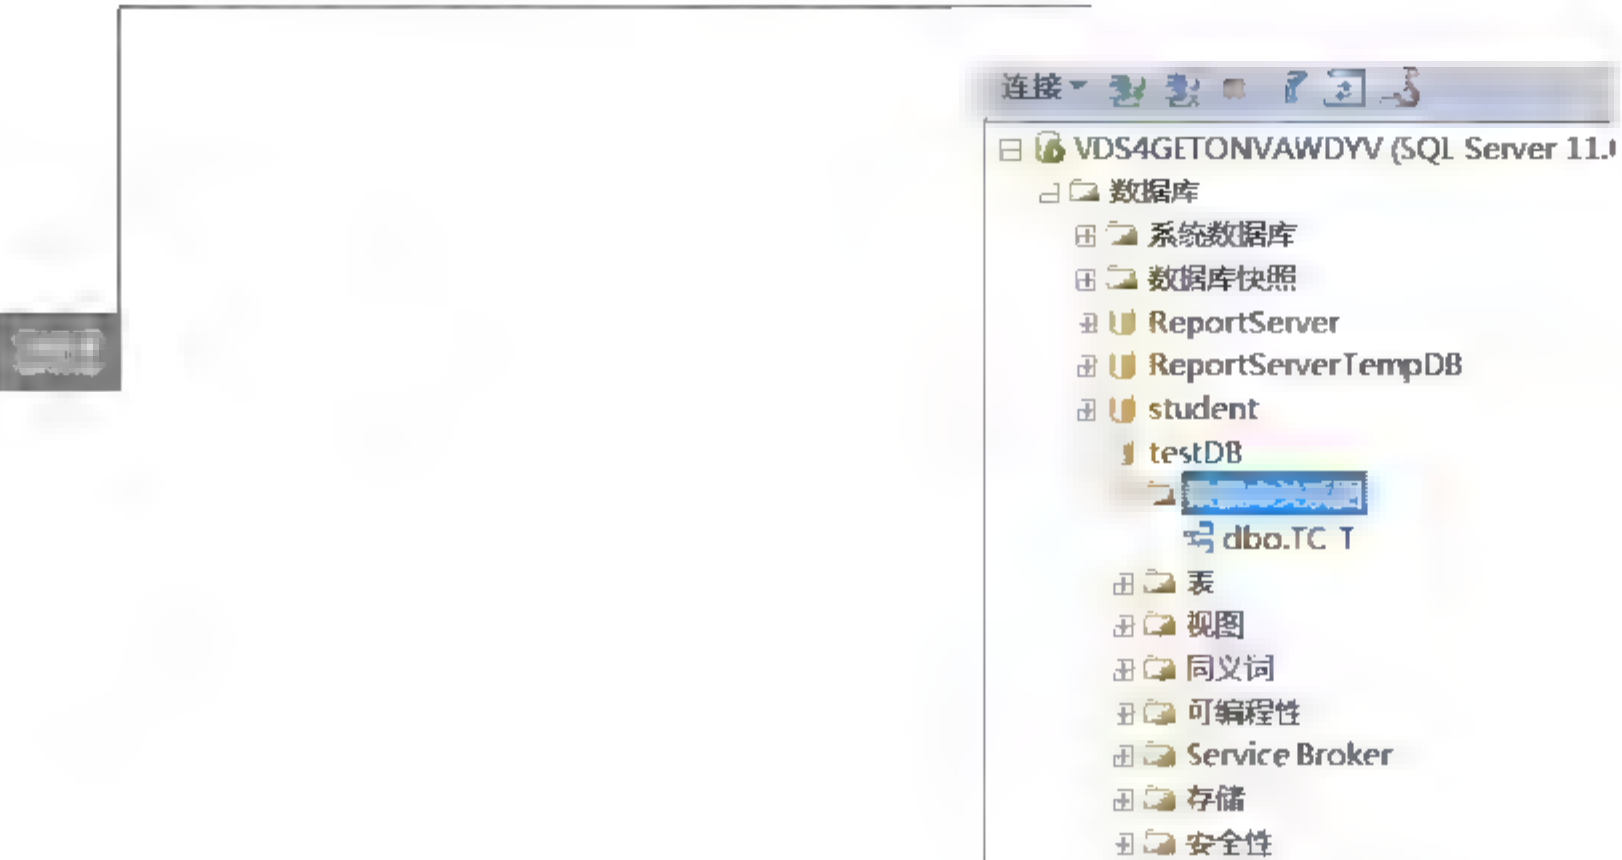 连接
VDS4GETONVAWDYV (SQL Server 11.
数据库
系统数据库
数据库快照
ReportServer
ReportServerTempDB
student
testDB
dbo.TC_T
表
视图
同义词
可编程性
Service Broker
存储
安全性